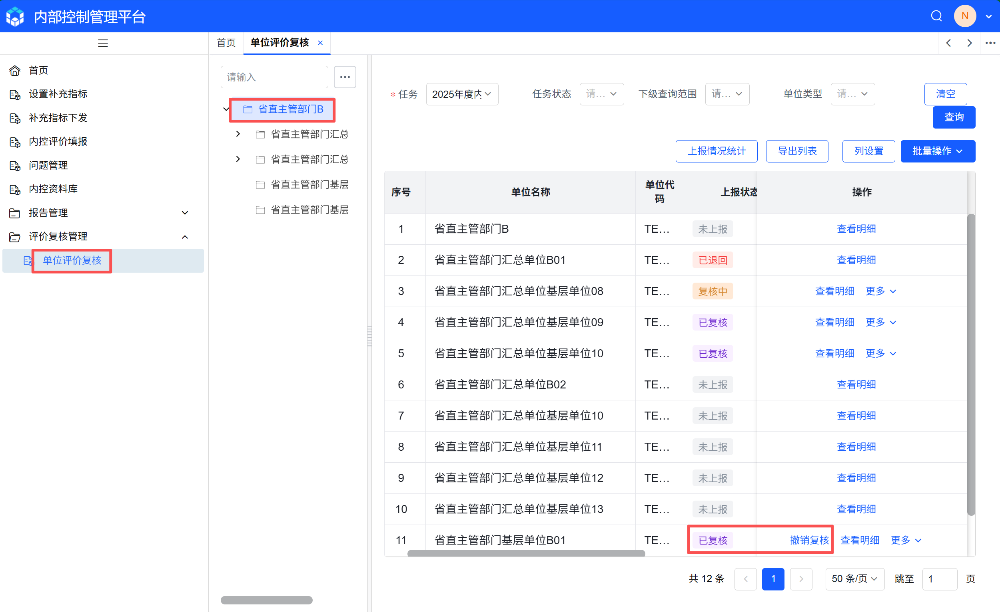 内部控制管理平台
N
首页
单位评价复核 ×
首页
设置补充指标
补充指标下发
内控评价填报
问题管理
内控资料库
报告管理
评价复核管理
单位评价复核
请输入
省直主管部门B
省直主管部门汇总
省直主管部门汇总
省直主管部门基层
省直主管部门基层
* 任务 2025年度内 任务状态 请... 下级查询范围 请... 单位类型 请... 清空
查询
上报情况统计 导出列表 列设置 批量操作
序号 单位名称 单位代码 上报状态 操作
1 省直主管部门B TE... 未上报 查看明细
2 省直主管部门汇总单位B01 TE... 已退回 查看明细
3 省直主管部门汇总单位基层单位08 TE... 复核中 查看明细 更多
4 省直主管部门汇总单位基层单位09 TE... 已复核 查看明细 更多
5 省直主管部门汇总单位基层单位10 TE... 已复核 查看明细 更多
6 省直主管部门汇总单位B02 TE... 未上报 查看明细
7 省直主管部门汇总单位基层单位10 TE... 未上报 查看明细
8 省直主管部门汇总单位基层单位11 TE... 未上报 查看明细
9 省直主管部门汇总单位基层单位12 TE... 未上报 查看明细
10 省直主管部门汇总单位基层单位13 TE... 未上报 查看明细
11 省直主管部门基层单位B01 TE... 已复核 撤销复核 查看明细 更多
共 12 条 1 50 条/页 跳至 1 页